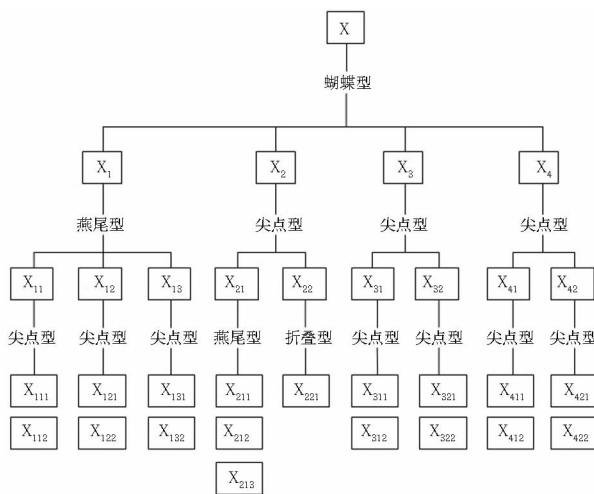 X
蝴蝶型
X₁ X₂ X₃ X₄
燕尾型 尖点型 尖点型 尖点型
X₁₁ X₁₂ X₁₃ X₂₁ X₂₂ X₃₁ X₃₂ X₄₁ X₄₂
尖点型 尖点型 尖点型 燕尾型 折叠型 尖点型 尖点型 尖点型 尖点型
X₁₁₁ X₁₂₁ X₁₃₁ X₂₁₁ X₂₂₁ X₃₁₁ X₃₂₁ X₄₁₁ X₄₂₁
X₁₁₂ X₁₂₂ X₁₃₂ X₂₁₂ X₃₁₂ X₃₂₂ X₄₁₂ X₄₂₂
X₂₁₃